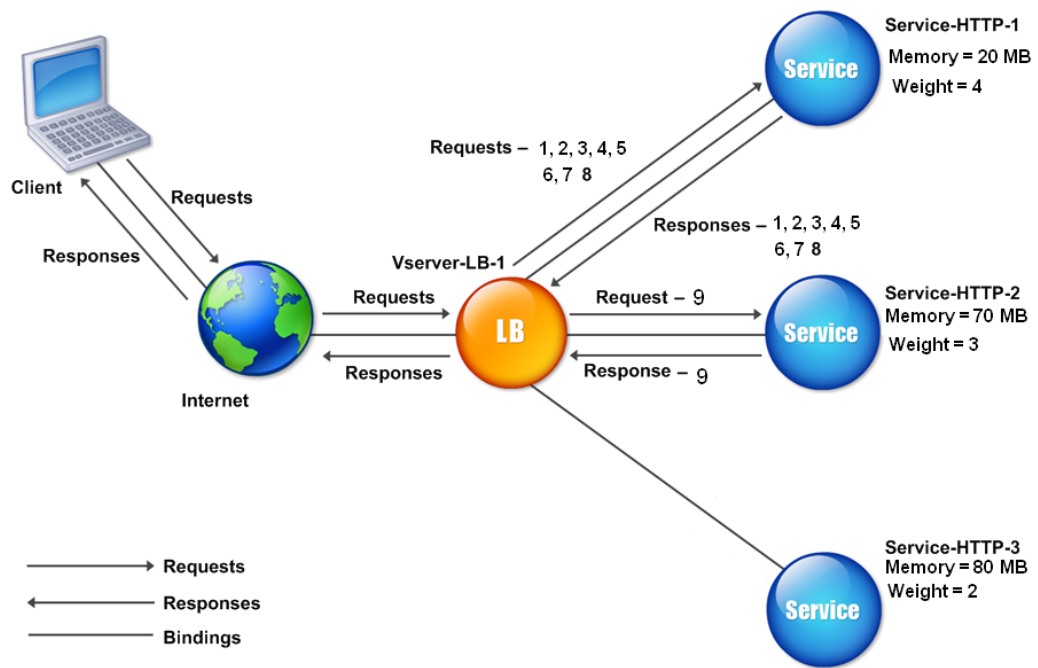 Service-HTTP-1
Memory = 20 MB
Weight = 4
Service
Requests – 1, 2, 3, 4, 5
6, 7 8
Client
Requests
Responses
Responses – 1, 2, 3, 4, 5
6, 7 8
Vserver-LB-1
Requests
LB
Responses
Internet
Request – 9
Response – 9
Service
Service-HTTP-2
Memory = 70 MB
Weight = 3
Service-HTTP-3
Memory = 80 MB
Weight = 2
Service
Requests
Responses
Bindings